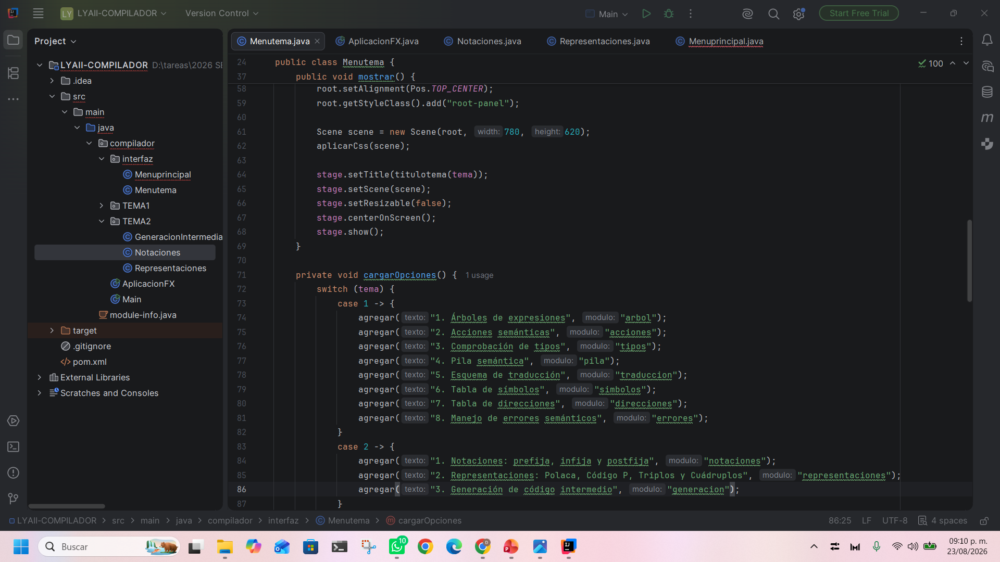 LY LYAII-COMPILADOR Version Control Main Start Free Trial
Project
LYAII-COMPILADOR D:\tareas\2026 SE
.idea
src
main
java
compilador
interfaz
Menuprincipal
Menutema
TEMA1
TEMA2
GeneracionIntermedia
Notaciones
Representaciones
AplicacionFX
Main
module-info.java
target
.gitignore
pom.xml
External Libraries
Scratches and Consoles
Menutema.java AplicacionFX.java Notaciones.java Representaciones.java Menuprincipal.java
100
24 public class Menutema {
37 public void mostrar() {
58 root.setAlignment(Pos.TOP_CENTER);
59 root.getStyleClass().add("root-panel");
60
61 Scene scene = new Scene(root, width: 780, height: 620);
62 aplicarCss(scene);
63
64 stage.setTitle(titulotema(tema));
65 stage.setScene(scene);
66 stage.setResizable(false);
67 stage.centerOnScreen();
68 stage.show();
69 }
70
71 private void cargarOpciones() { 1 usage
72 switch (tema) {
73 case 1 -> {
74 agregar( texto: "1. Árboles de expresiones", modulo: "arbol");
75 agregar( texto: "2. Acciones semánticas", modulo: "acciones");
76 agregar( texto: "3. Comprobación de tipos", modulo: "tipos");
77 agregar( texto: "4. Pila semántica", modulo: "pila");
78 agregar( texto: "5. Esquema de traducción", modulo: "traduccion");
79 agregar( texto: "6. Tabla de símbolos", modulo: "simbolos");
80 agregar( texto: "7. Tabla de direcciones", modulo: "direcciones");
81 agregar( texto: "8. Manejo de errores semánticos", modulo: "errores");
82 }
83 case 2 -> {
84 agregar( texto: "1. Notaciones: prefija, infija y postfija", modulo: "notaciones");
85 agregar( texto: "2. Representaciones: Polaca, Código P, Triplos y Cuádruplos", modulo: "representaciones");
86 agregar( texto: "3. Generación de código intermedio", modulo: "generacion");
87 }
LYAII-COMPILADOR > src > main > java > compilador > interfaz > Menutema > cargarOpciones 86:25 LF UTF-8 4 spaces
Buscar
10
09:10 p. m.
23/08/2026